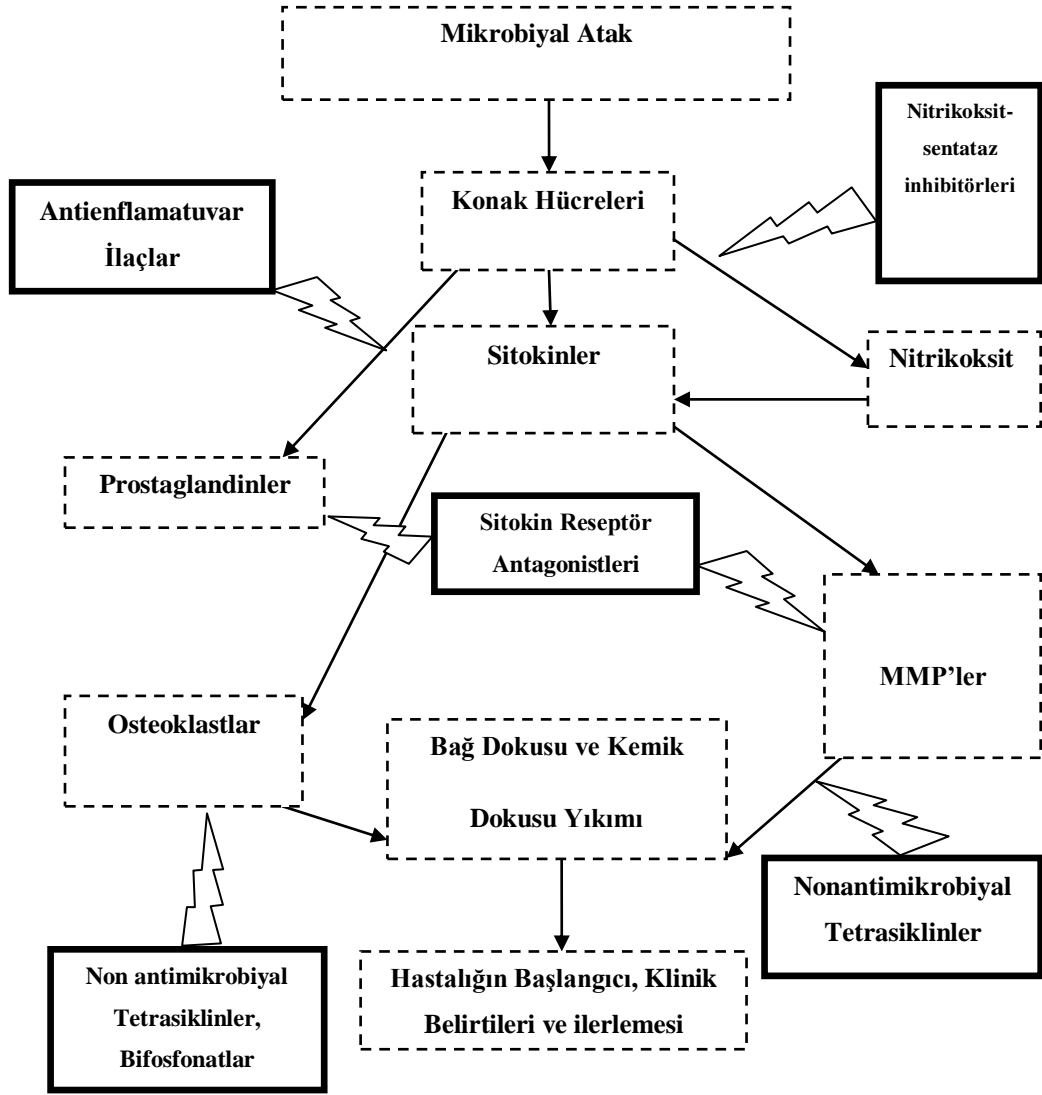 Mikrobiyal Atak
Nitrikoksit-
sentataz
inhibitörleri
Konak Hücreleri
Antienflamatuvar
İlaçlar
Sitokinler
Nitrikoksit
Prostaglandinler
Sitokin Reseptör
Antagonistleri
MMP’ler
Osteoklastlar
Bağ Dokusu ve Kemik
Dokusu Yıkımı
Nonantimikrobiyal
Tetrasiklinler
Non antimikrobiyal
Tetrasiklinler,
Bifosfonatlar
Hastalığın Başlangıcı, Klinik
Belirtileri ve ilerlemesi